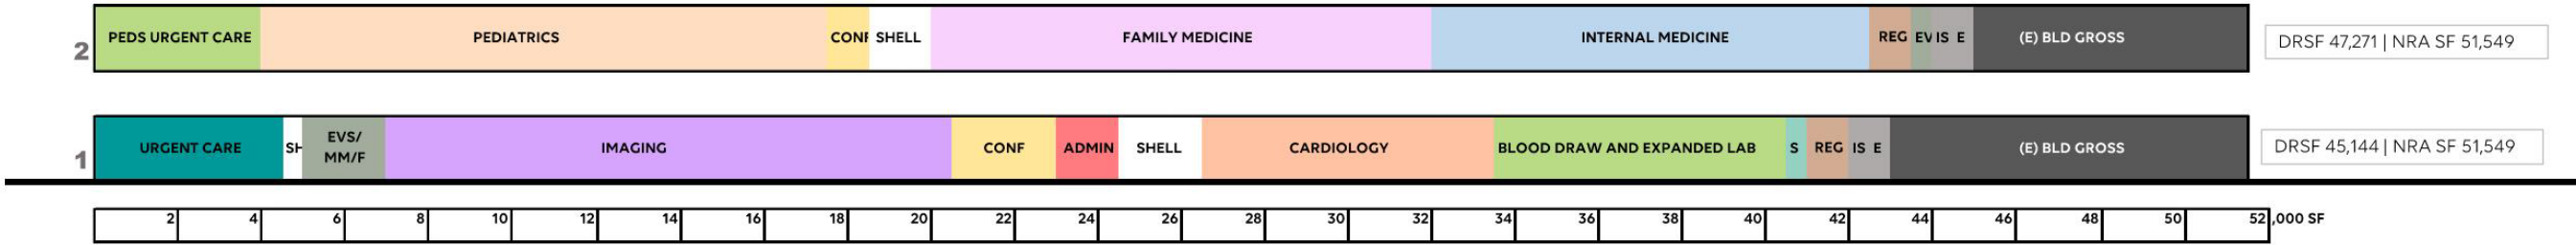 2 PEDS URGENT CARE PEDIATRICS CONF SHELL FAMILY MEDICINE INTERNAL MEDICINE REG EV IS E (E) BLD GROSS DRSF 47,271 | NRA SF 51,549
1 URGENT CARE SH EVS/
MM/F IMAGING CONF ADMIN SHELL CARDIOLOGY BLOOD DRAW AND EXPANDED LAB S REG IS E (E) BLD GROSS DRSF 45,144 | NRA SF 51,549
2 4 6 8 10 12 14 16 18 20 22 24 26 28 30 32 34 36 38 40 42 44 46 48 50 52,000 SF